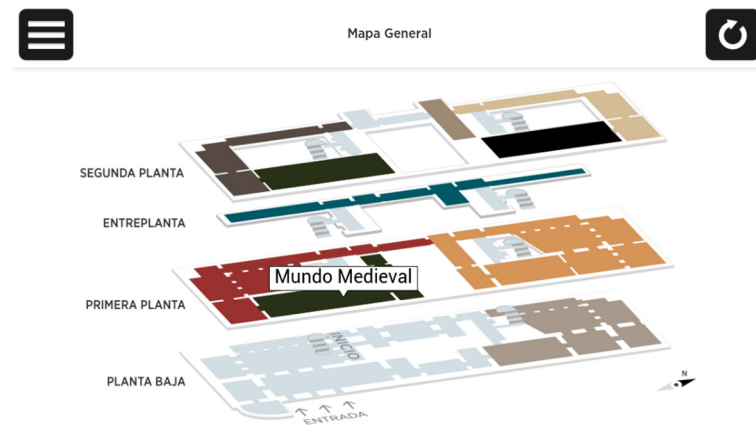 Mapa General
SEGUNDA PLANTA
ENTREPLANTA
Mundo Medieval
PRIMERA PLANTA
INICIO
PLANTA BAJA
N
ENTRADA